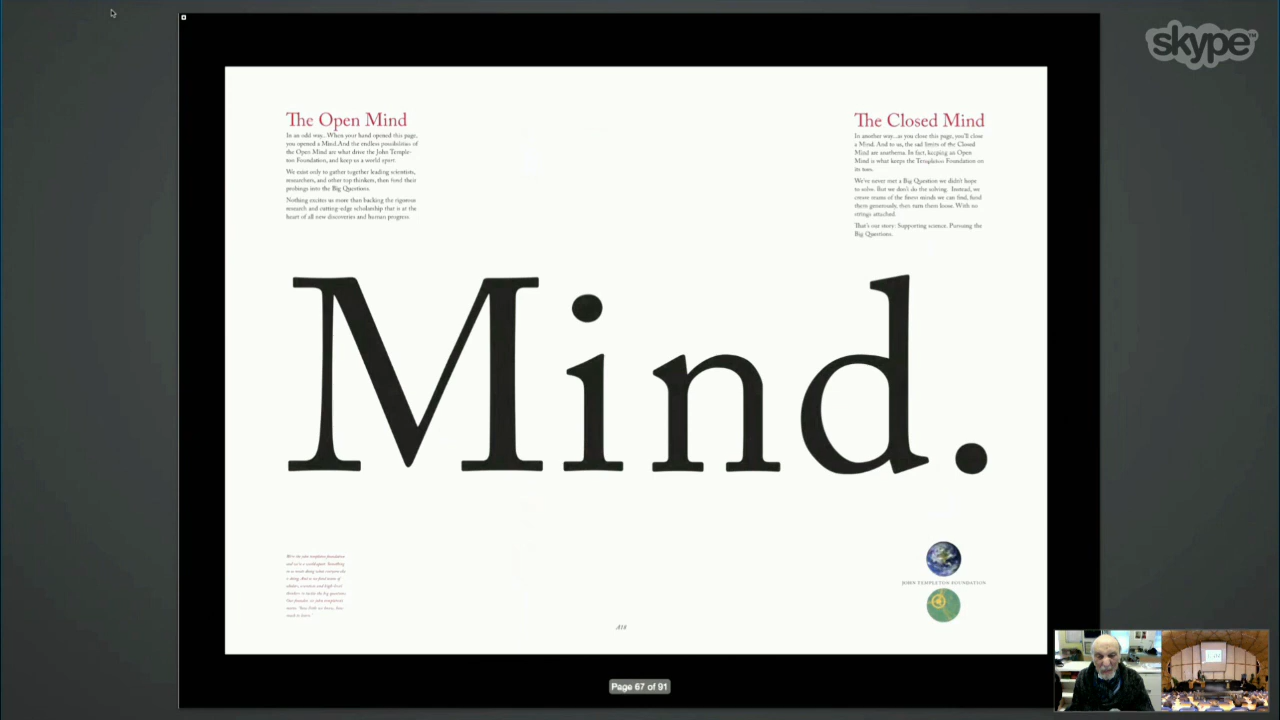 skype™
The Open Mind
In an odd way.. When your hand opened this page,
you opened a Mind.And the endless possibilities of
the Open Mind are what drive the John Temple-
ton Foundation, and keep us a world apart.
We exist only to gather together leading scientists,
researchers, and other top thinkers, then fund their
probings into the Big Questions.
Nothing excites us more than backing the rigorous
research and cutting-edge scholarship that is at the
heart of all new discoveries and human progress
The Closed Mind
In another way...as you close this page, you'll close
a Mind. And to us, the sad limits of the Closed
Mind are anathema. In fact, keeping an Open
Mind is what keeps the Templeton Foundation on
its toes.
We've never met a Big Question we didn't hope
to solve. But we don't do the solving. Instead, we
create teams of the finest minds we can find, fund
them generously, then turn them loose. With no
strings attached.
That's our story: Supporting science. Pursuing the
Big Questions.
Mind.
JOHN TEMPLETON FOUNDATION
A16
Page 67 of 91